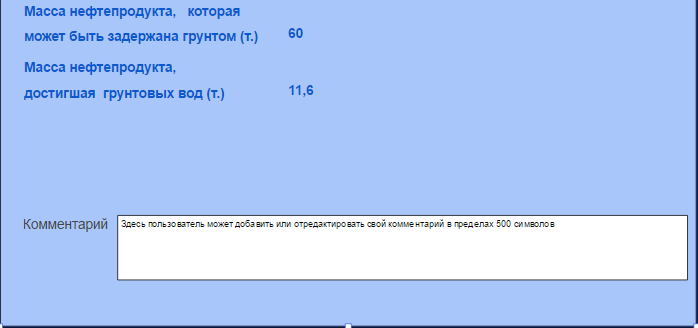 Масса нефтепродукта, которая
может быть задержана грунтом (т.) 60
Масса нефтепродукта,
достигшая грунтовых вод (т.) 11,6
Комментарий Здесь пользователь может добавить или отредактировать свой комментарий в пределах 500 символов